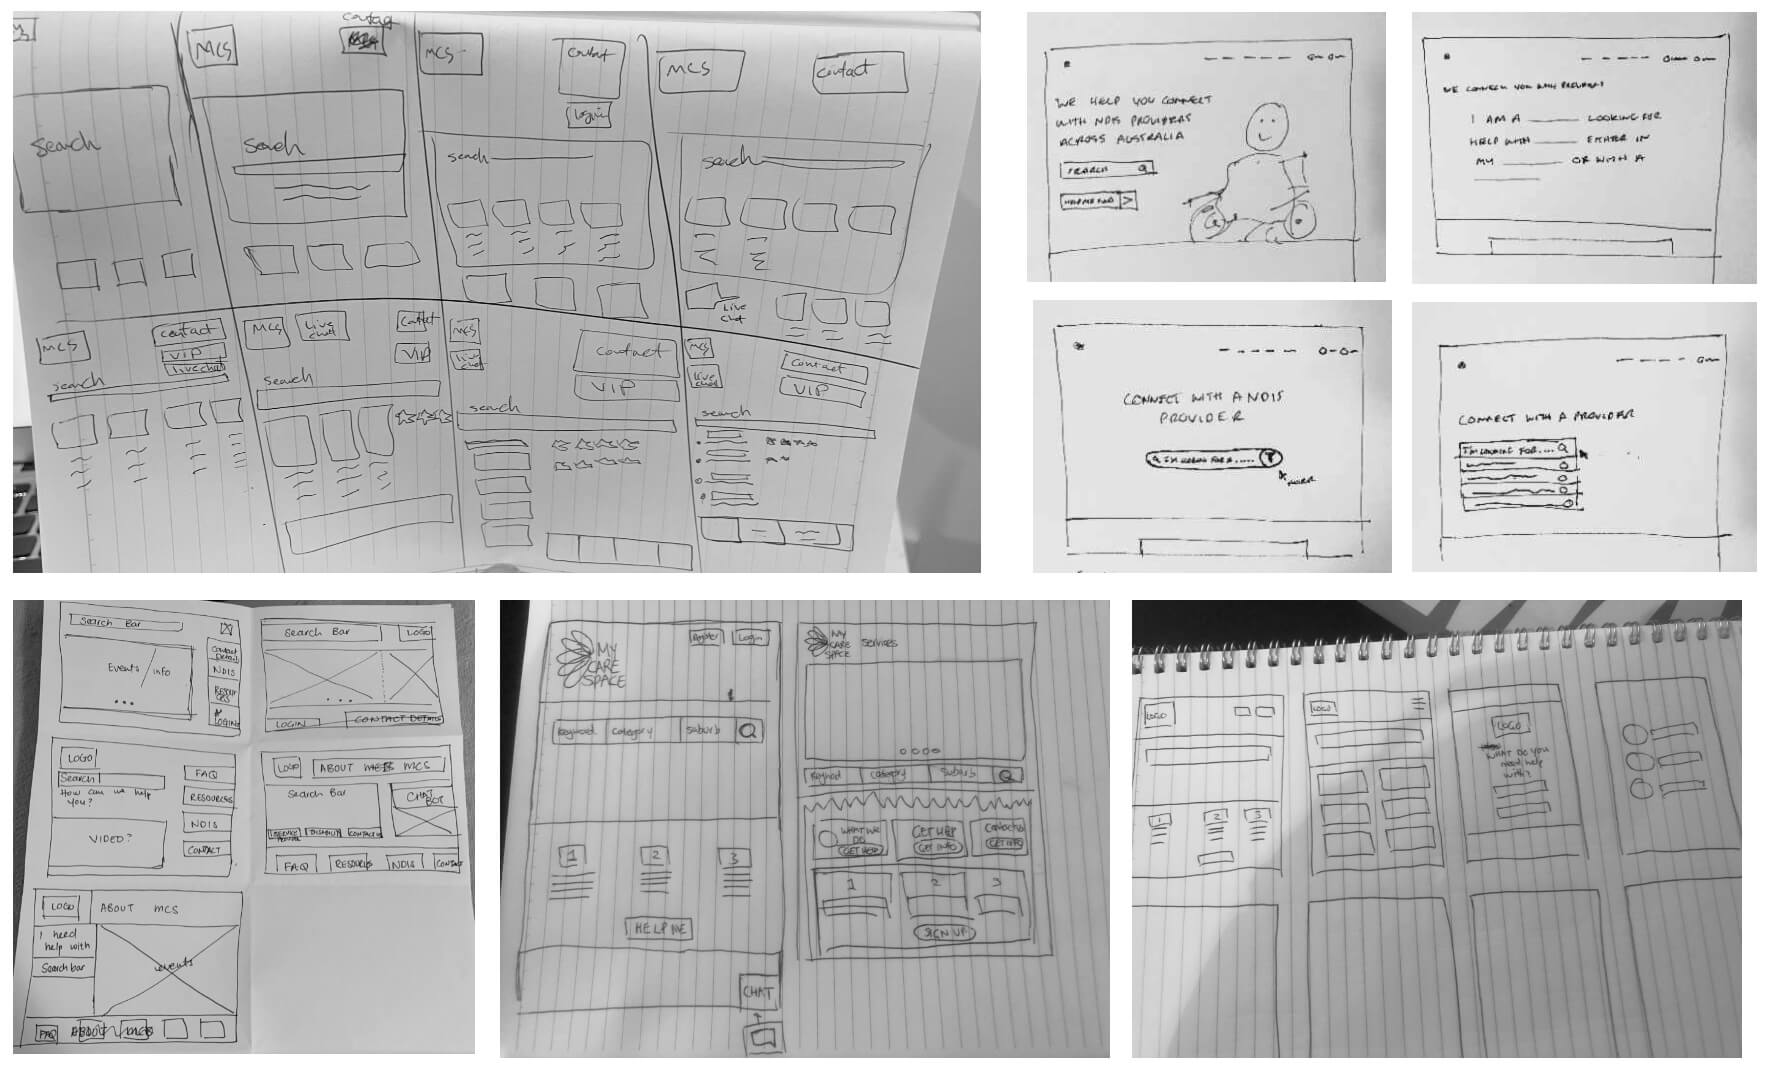 MCS
contact
MCS-
Contact
MCS
contact
search
Search
search
search
login
Live
chat
MCS
contact
VIP
livechat
search
MCS
Live
chat
Contact
VIP
search
MCS
live
chat
contact
VIP
search
MCS
live
chat
contact
VIP
search
WE HELP YOU CONNECT
WITH NDIS PROVIDERS
ACROSS AUSTRALIA
SEARCH
HELP ME FIND >
WE CONNECT YOU WITH PROVIDERS
I AM A ______ LOOKING FOR
HELP WITH ______ EITHER IN
MY ______ OR WITH A
______
CONNECT WITH A NDIS
PROVIDER
I'M LOOKING FOR A .....
CONNECT WITH A PROVIDER
I'M LOOKING FOR....
Search Bar
Events / info
Contact
Details
NDIS
LOGIN
Search Bar
LOGO
LOGIN
CONTACT DETAILS
LOGO
Search
How can we help
you?
VIDEO?
FAQ
RESOURCES
NDIS
CONTACT
LOGO
ABOUT MCS
Search Bar
CHAT
BOT
FAQ
RESOURCES
NDIS
LOGO
ABOUT MCS
I need
help with
Search bar
events
FAQ
ABOUT
MY
CARE
SPACE
Register
Login
keyword
category
suburb
1
2
3
HELP ME
CHAT
MY
CARE
SPACE
Services
keyword
category
suburb
WHAT WE
DO
GET HELP
GET HELP
GET INFO
Contact us
GET INFO
1
2
3
SIGN UP
LOGO
1
2
3
LOGO
LOGO
WHAT DO YOU
need help
with?